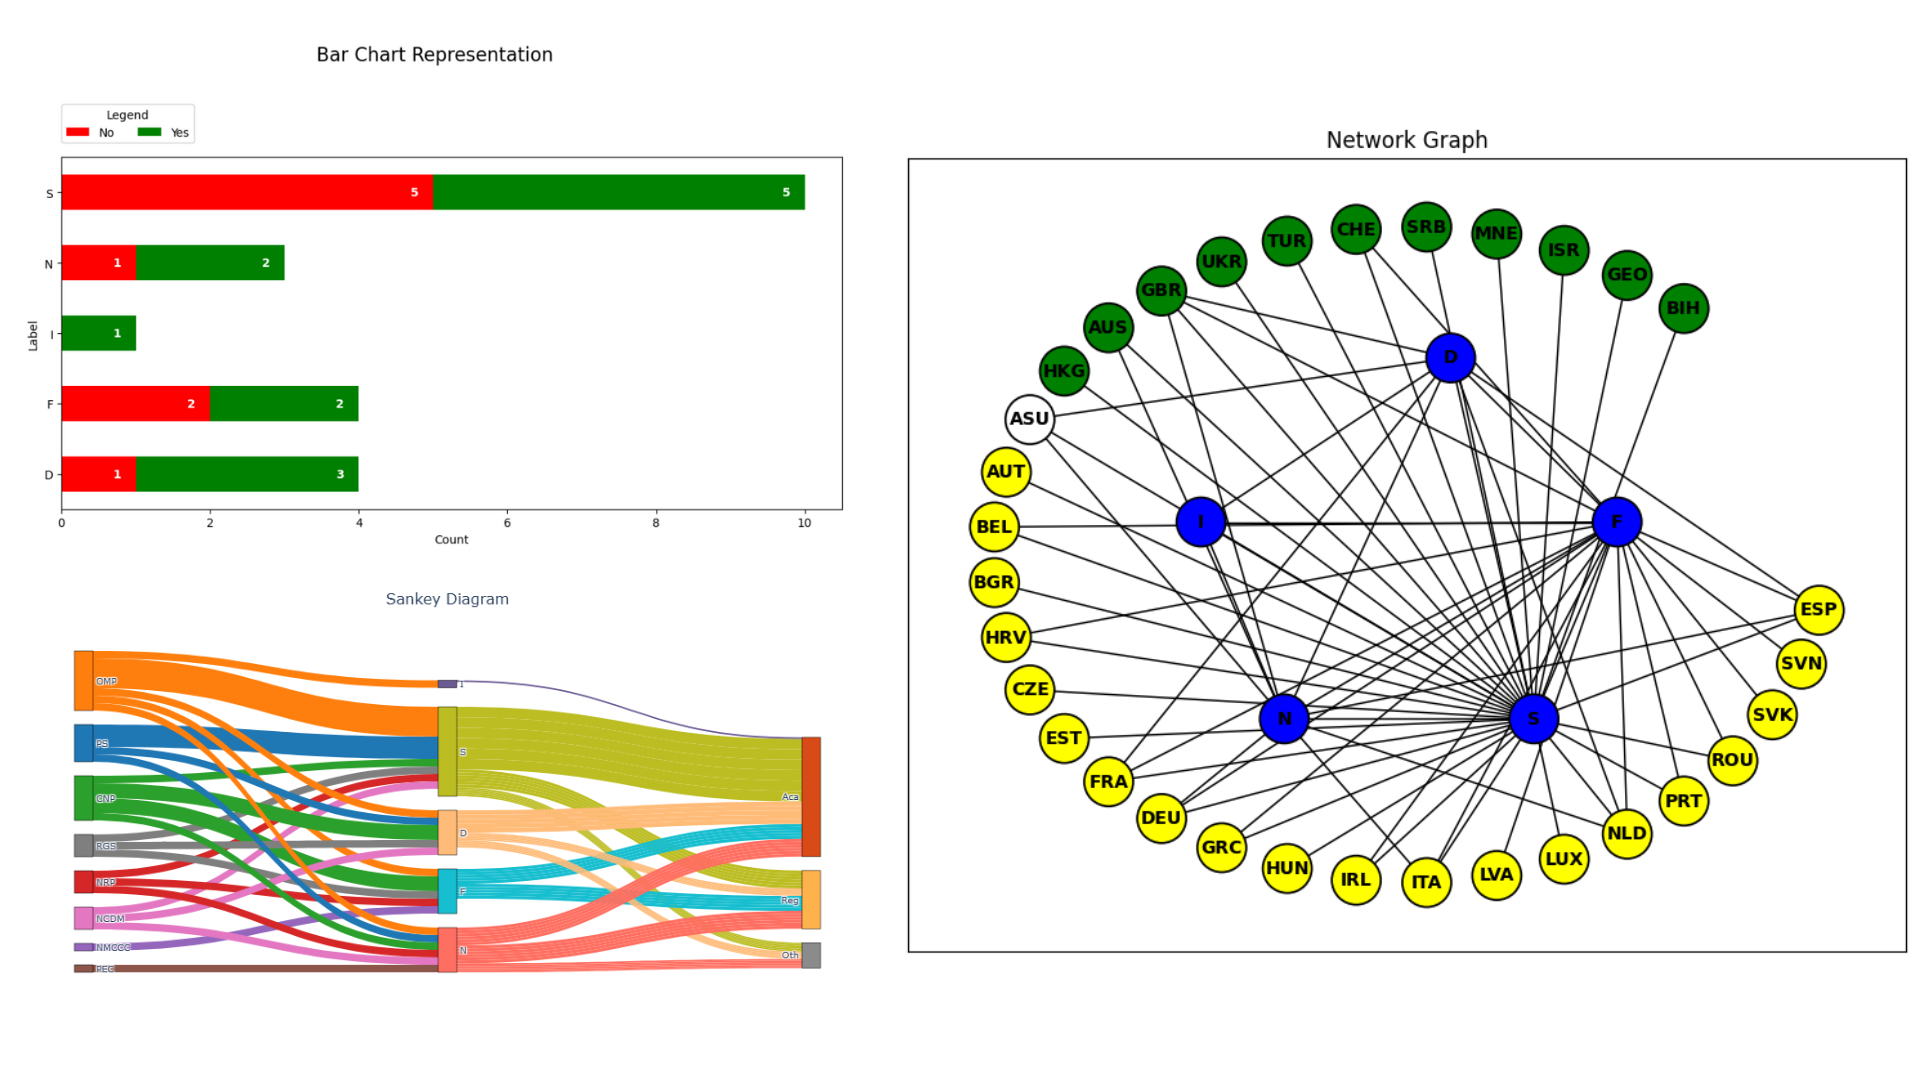 Bar Chart Representation
Legend
No Yes
S 5 5
N 1 2
I 1
F 2 2
D 1 3
Label
0 2 4 6 8 10
Count
Sankey Diagram
OMP
PS
CNP
RGS
NRP
NCDM
NMCCC
PEC
I
S
D
F
N
Aca
Reg
Oth
Network Graph
SRB
CHE
MNE
TUR
ISR
UKR
GEO
GBR
BIH
AUS
D
HKG
ASU
AUT
I
F
BEL
BGR
ESP
HRV
SVN
CZE
SVK
N
S
EST
ROU
FRA
PRT
DEU
NLD
GRC
LUX
HUN
LVA
IRL
ITA